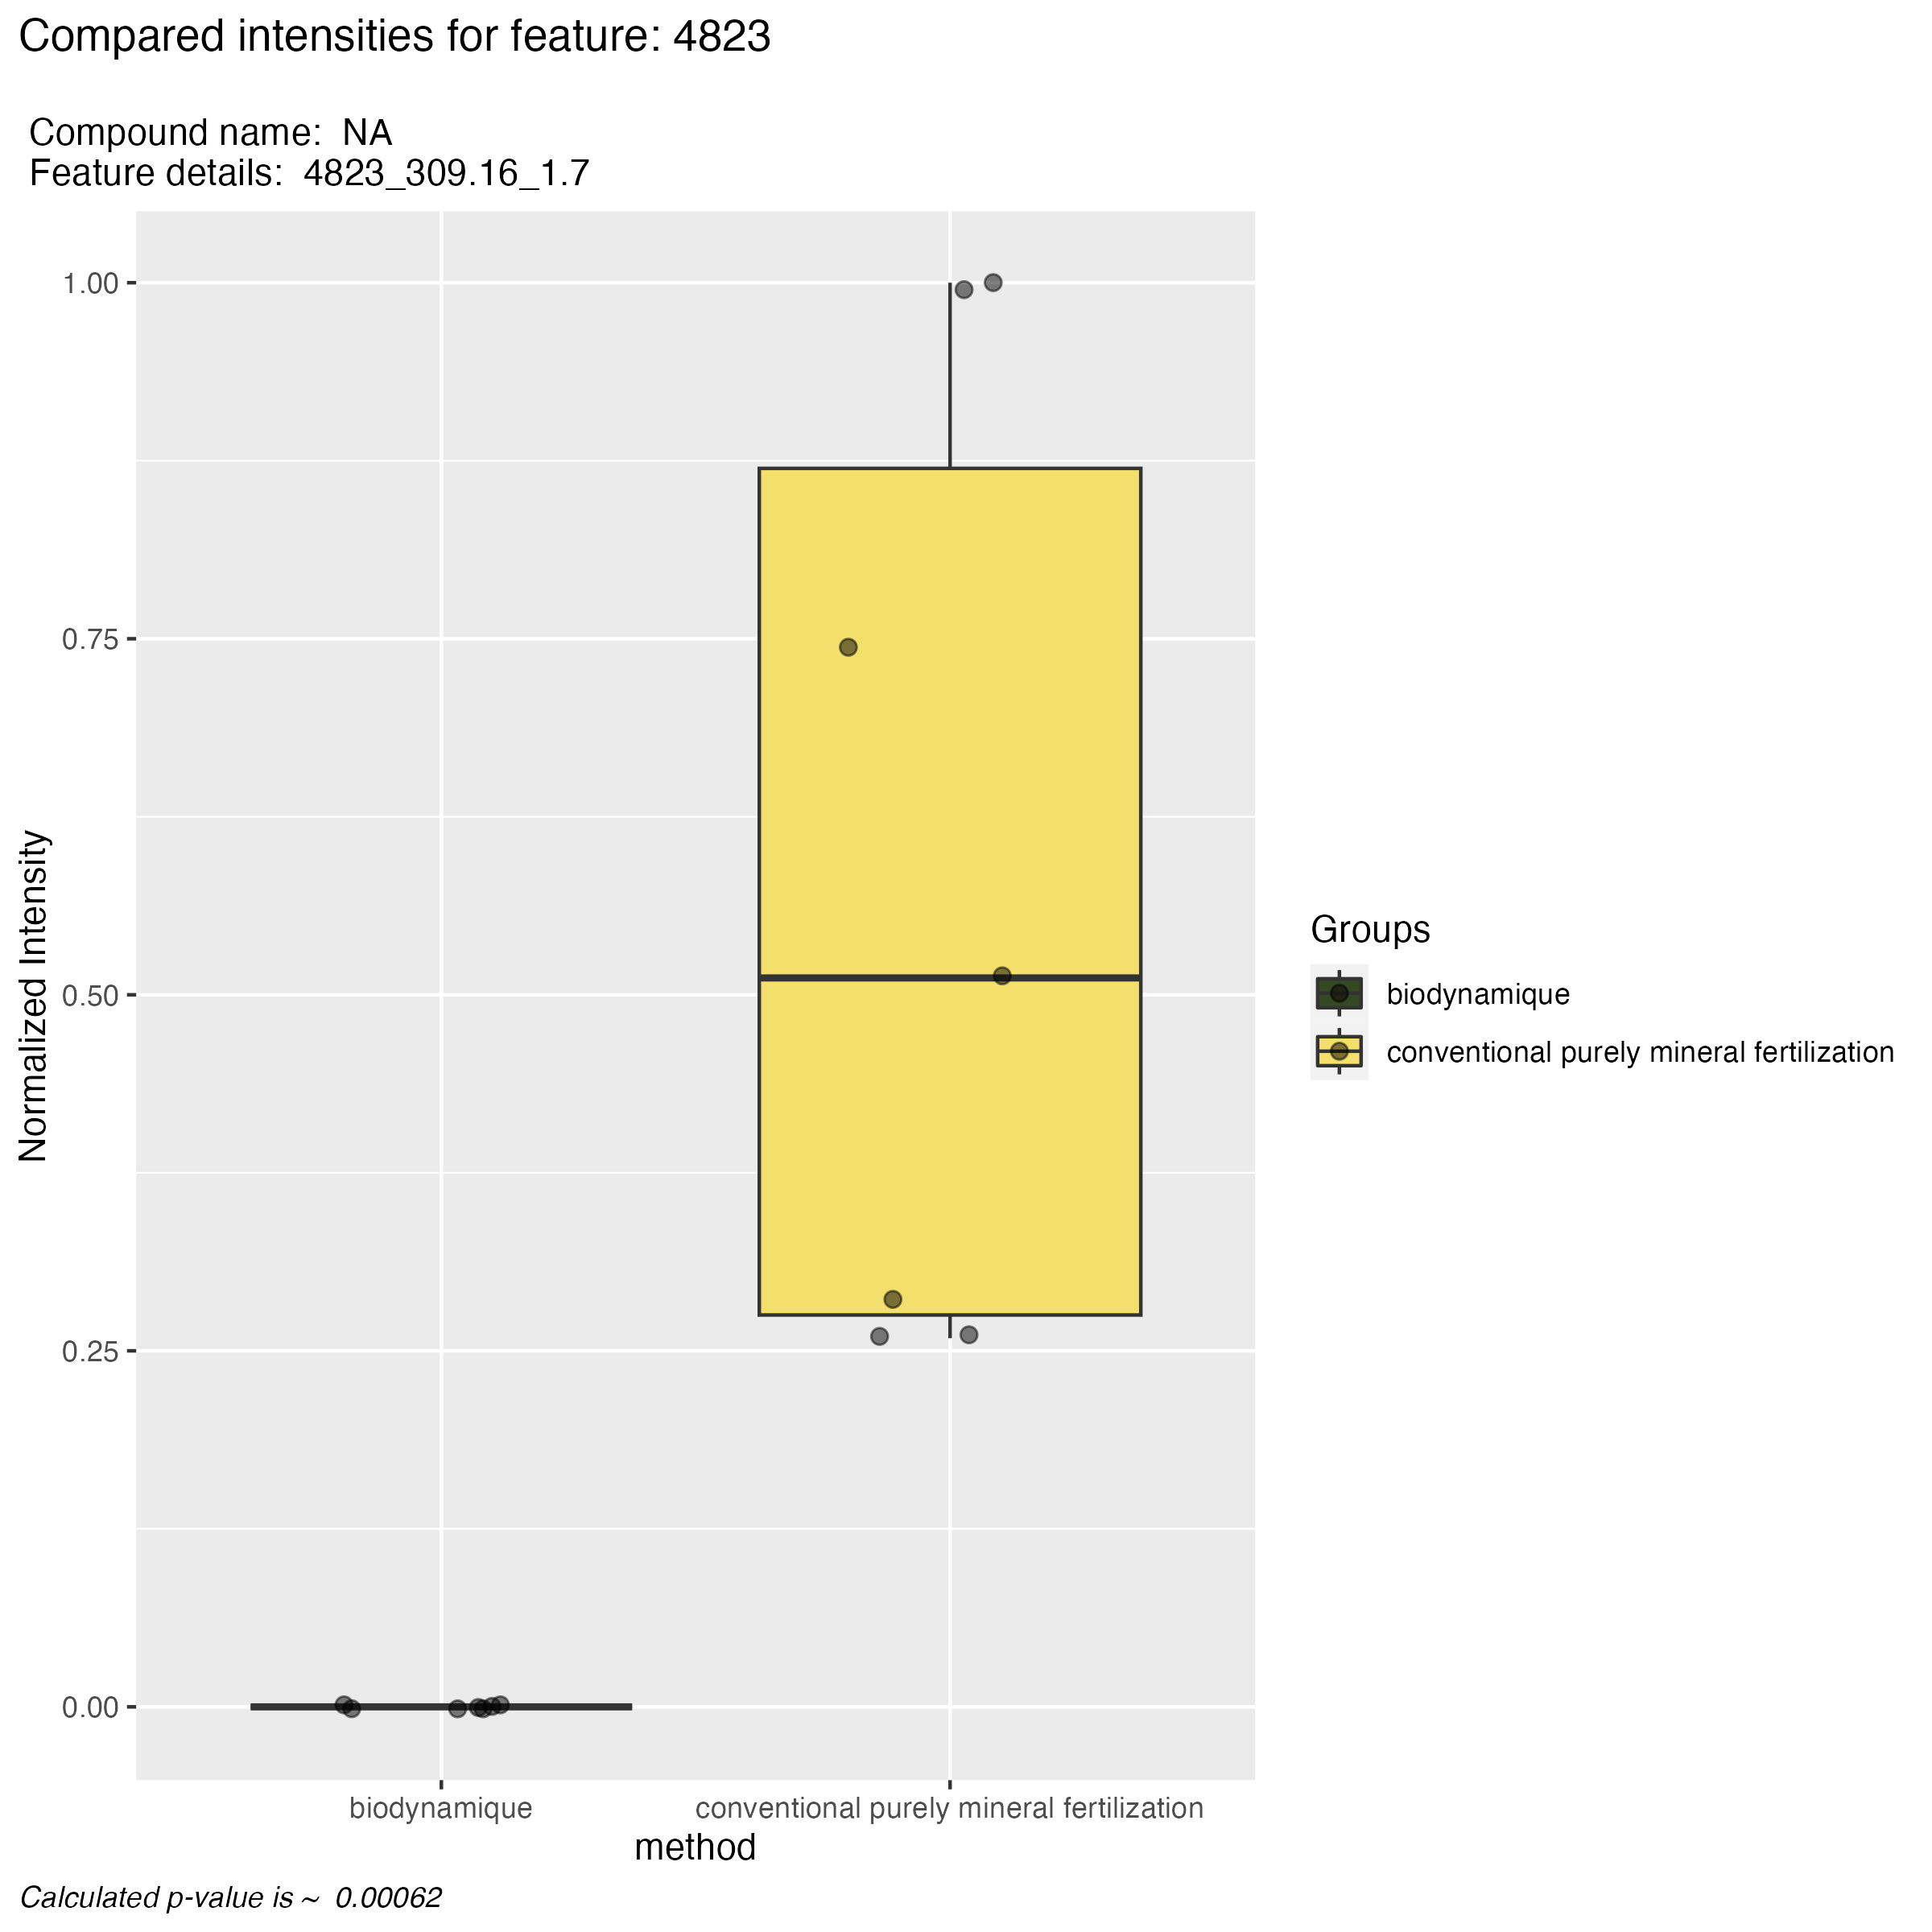 Compared intensities for feature: 4823
Compound name:  NA
Feature details:  4823_309.16_1.7
1.00
0.75
0.50
0.25
0.00
Normalized Intensity
biodynamique
conventional purely mineral fertilization
method
Groups
biodynamique
conventional purely mineral fertilization
Calculated p-value is ~  0.00062